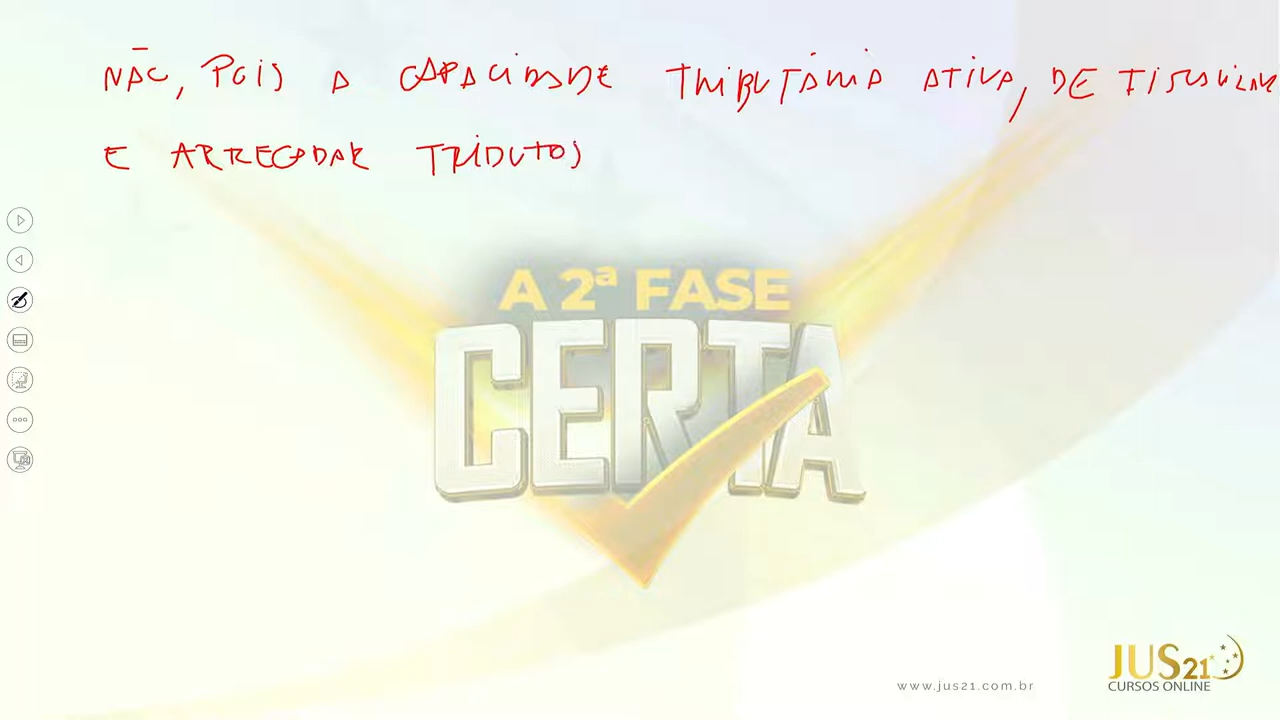 NÃO, POIS A CAPACIDADE TRIBUTÁRIA ATIVA, DE FISCALIZAR
E ARRECADAR TRIBUTOS
A 2ª FASE
CERTA
JUS21
www.jus21.com.br
CURSOS ONLINE